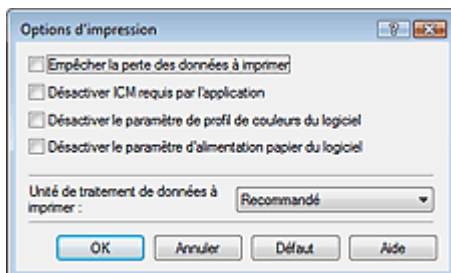 Options d'impression
Empêcher la perte des données à imprimer
Désactiver ICM requis par l'application
Désactiver le paramètre de profil de couleurs du logiciel
Désactiver le paramètre d'alimentation papier du logiciel
Unité de traitement de données à
imprimer :
Recommandé
OK
Annuler
Défaut
Aide